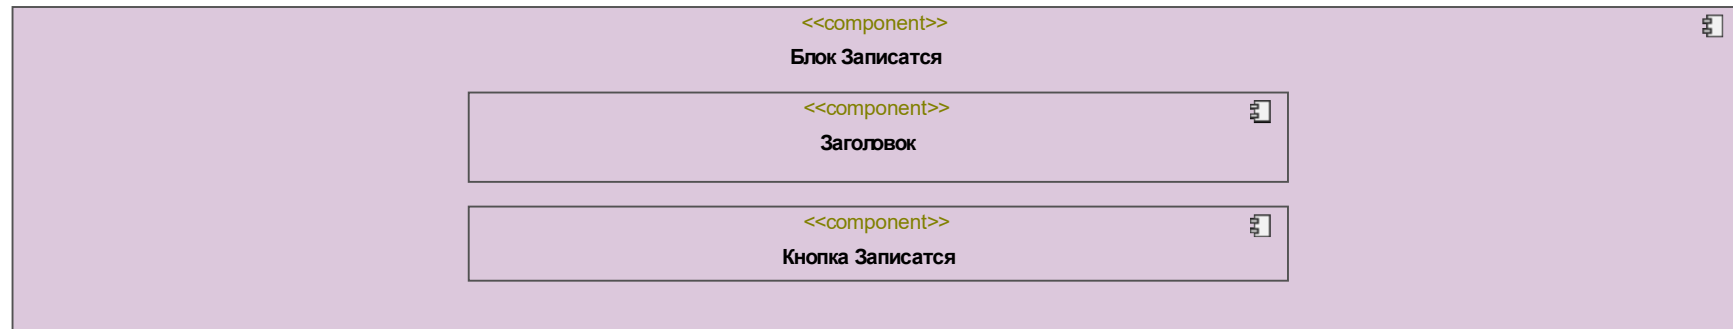 <<component>>
Блок Записатся
<<component>>
Заголовок
<<component>>
Кнопка Записатся